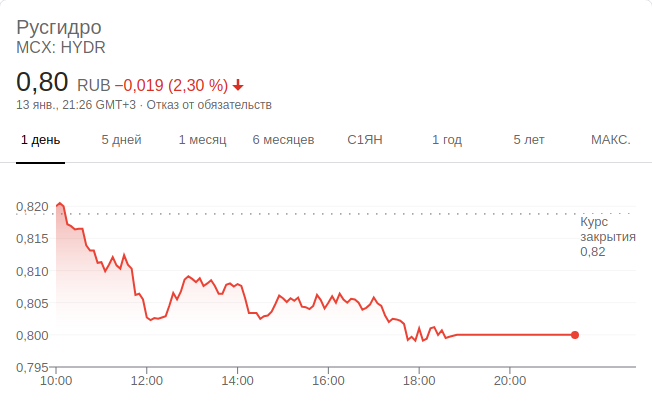 Русгидро
MCX: HYDR
0,80 RUB −0,019 (2,30 %)
13 янв., 21:26 GMT+3 · Отказ от обязательств
1 день 5 дней 1 месяц 6 месяцев С1ЯН 1 год 5 лет МАКС.
0,820
0,815
0,810
0,805
0,800
0,795
Курс
закрытия
0,82
10:00 12:00 14:00 16:00 18:00 20:00